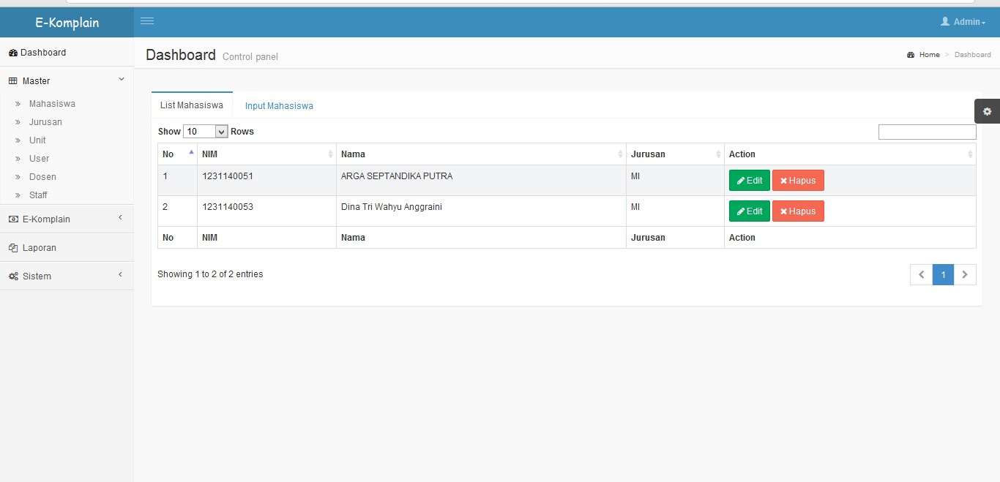 E-Komplain
Admin
Dashboard
Dashboard Control panel
Home > Dashboard
Master
Mahasiswa
Jurusan
Unit
User
Dosen
Staff
E-Komplain
Laporan
Sistem
List Mahasiswa Input Mahasiswa
Show 10 Rows
No NIM Nama Jurusan Action
1 1231140051 ARGA SEPTANDIKA PUTRA MI Edit Hapus
2 1231140053 Dina Tri Wahyu Anggraini MI Edit Hapus
No NIM Nama Jurusan Action
Showing 1 to 2 of 2 entries
1